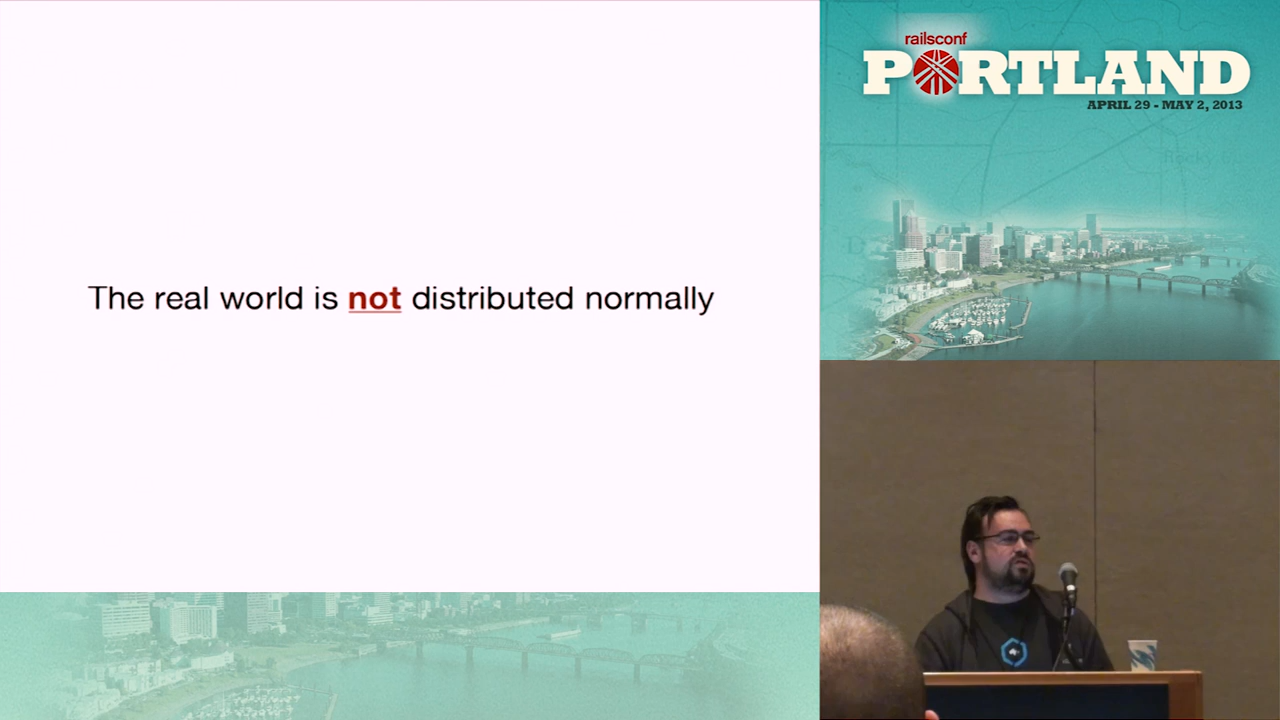 The real world is not distributed normally
railsconf
PORTLAND
APRIL 29 - MAY 2, 2013